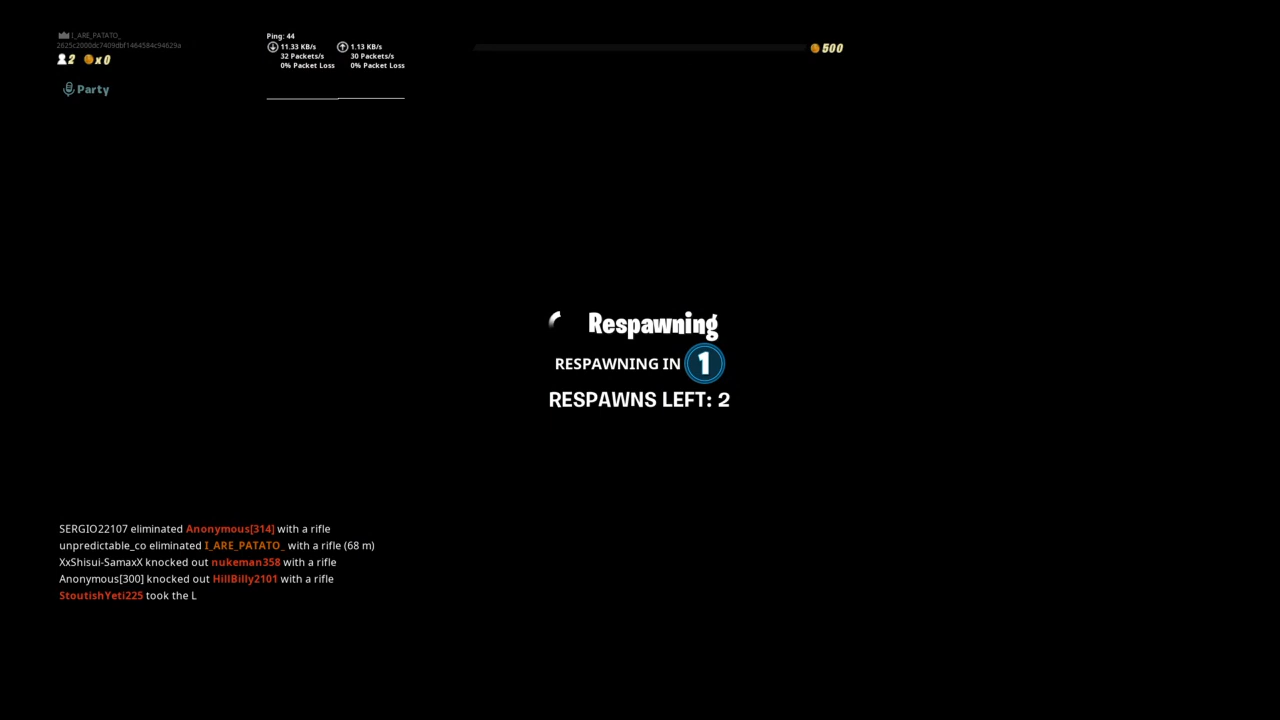 I_ARE_PATATO_
2625c2000dc7409dbf1464584c94629a
2 x 0
Party
Ping: 44
11.33 KB/s 1.13 KB/s
32 Packets/s 30 Packets/s
0% Packet Loss 0% Packet Loss
500
Respawning
RESPAWNING IN 1
RESPAWNS LEFT: 2
SERGIO22107 eliminated Anonymous[314] with a rifle
unpredictable_co eliminated I_ARE_PATATO_ with a rifle (68 m)
XxShisui-SamaxX knocked out nukeman358 with a rifle
Anonymous[300] knocked out HillBilly2101 with a rifle
StoutishYeti225 took the L